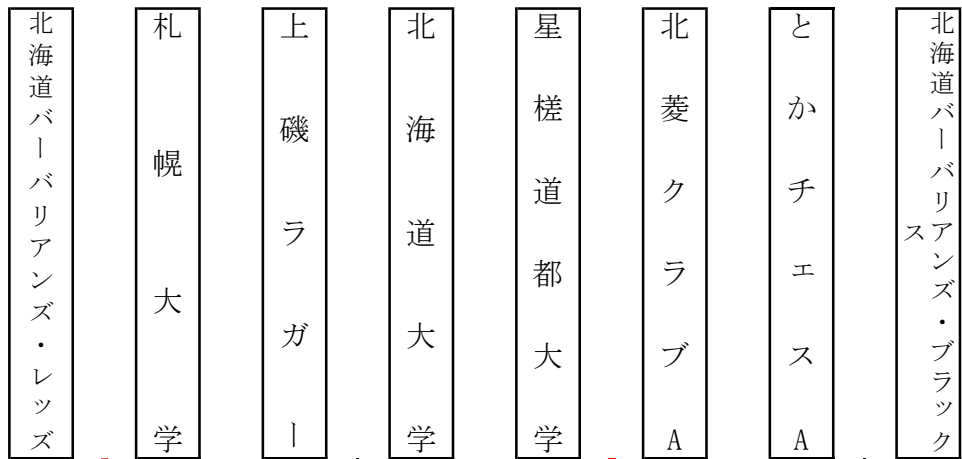 北海道バーバリアンズ・レッズ
札幌大学
上磯ラガー
北海道大学
星槎道都大学
北菱クラブA
とかチェスA
北海道バーバリアンズ・ブラックス